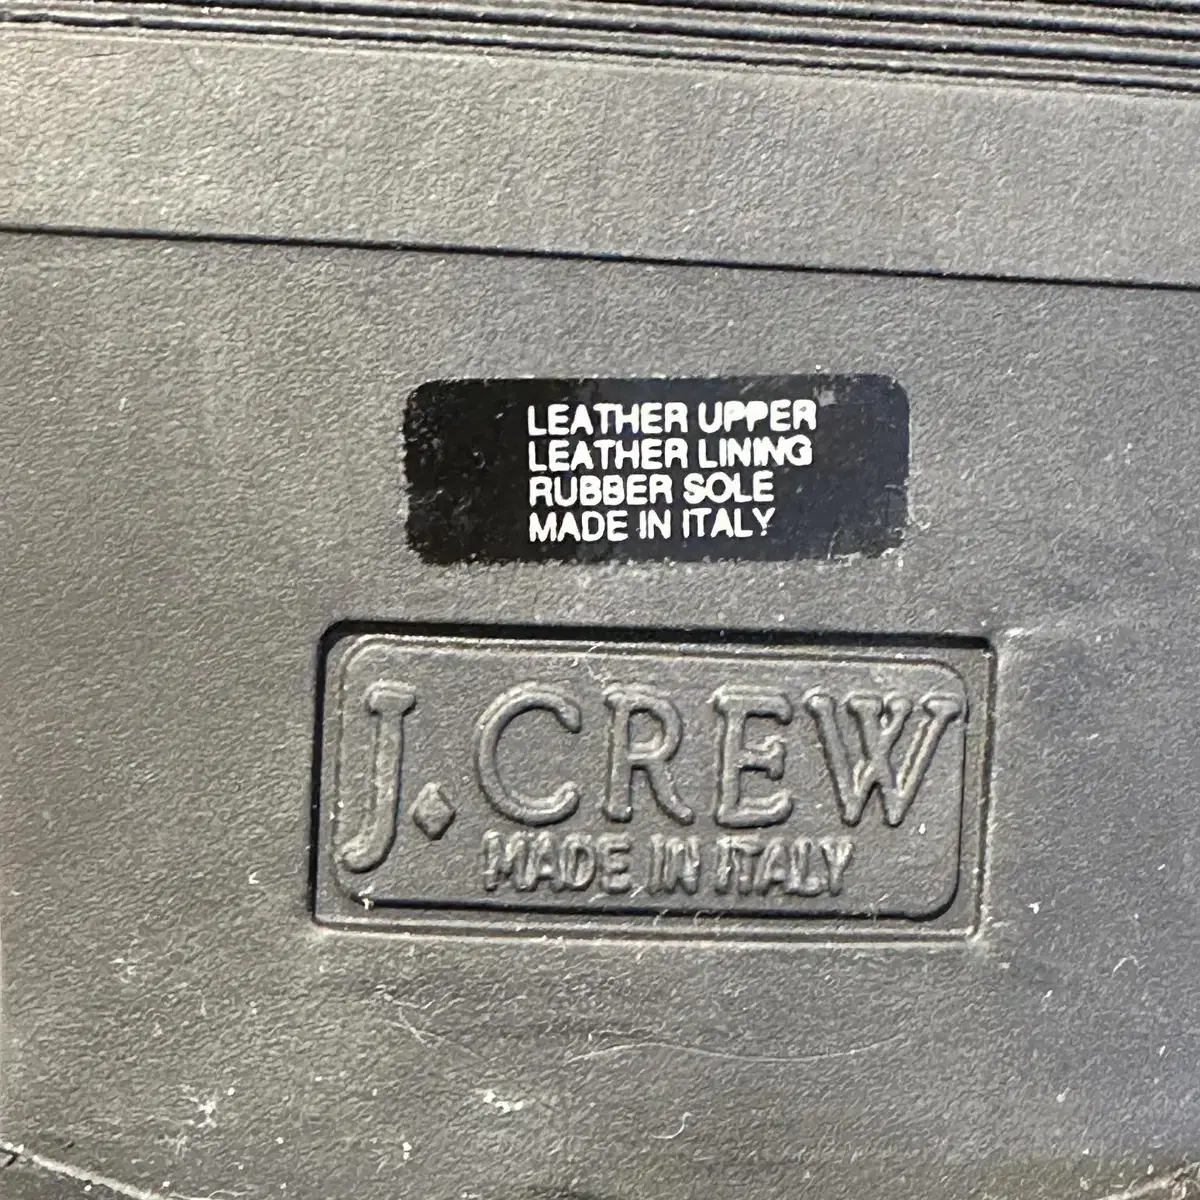 LEATHER UPPER
LEATHER LINING
RUBBER SOLE
MADE IN ITALY
J.CREW
MADE IN ITALY